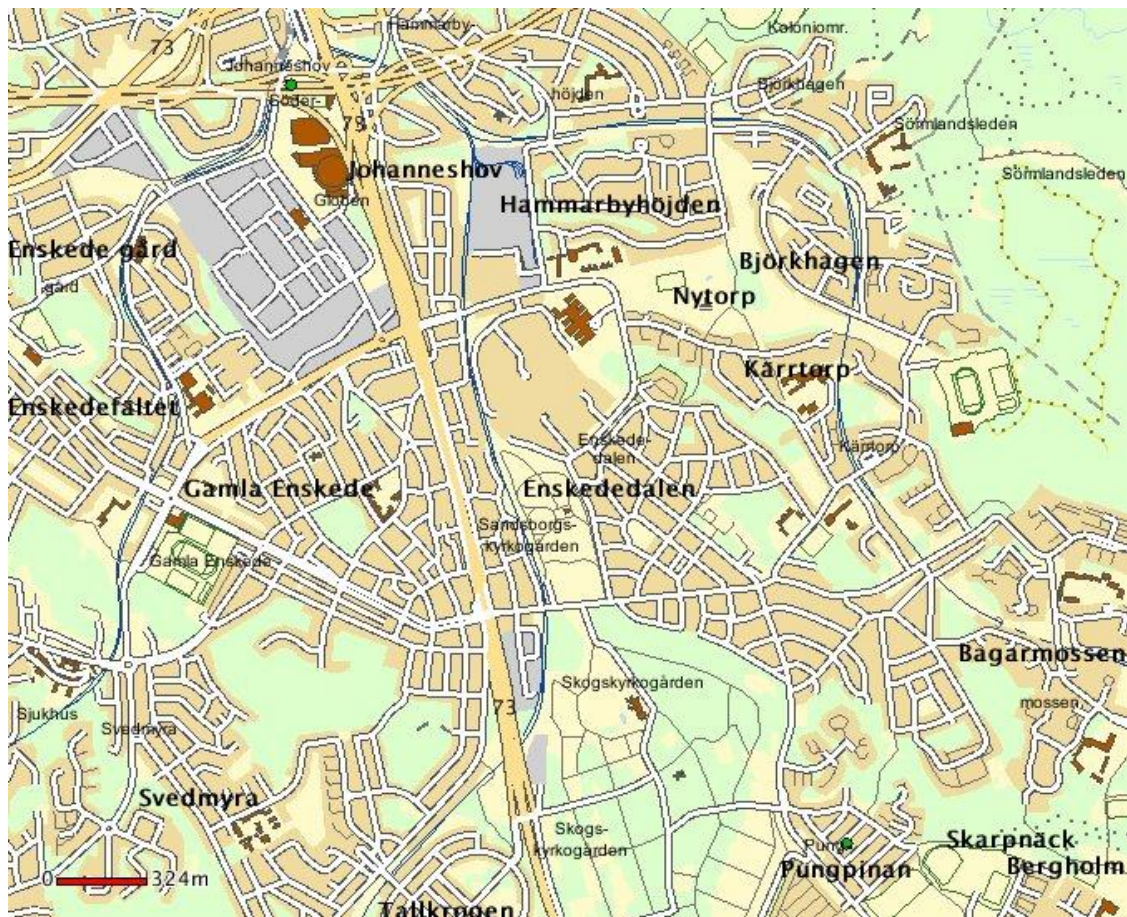 Hammarby-
73
Koloniomr.
Johanneshov
Björkhagen
höjden
Söder-
73
Sörmlandsleden
Johanneshov
Sörmlandsleden
Globen
Hammarbyhöjden
Enskede gård
Björkhagen
gård
Nytorp
Kärrtorp
Enskedefältet
Enskede-
dalen
Kärrtorp
Gamla Enskede
Enskededalen
Sandsborgs-
kyrkogården
Gamla Enskede
Bagarmossen
Skogskyrkogården
Sjukhus
73
mossen
Svedmyra
Svedmyra
Skogs-
kyrkogården
Skarpnäck
Pung-
Pungpinan
Bergholm
0 324m
Tallkrogen